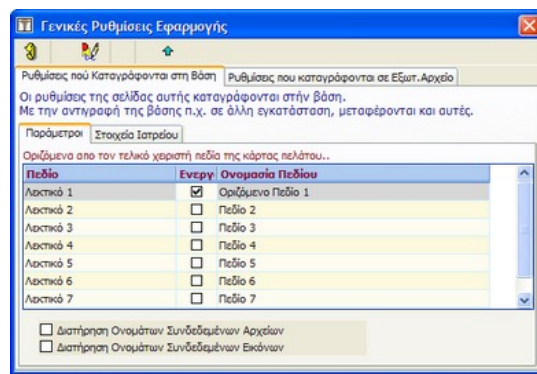 Γενικές Ρυθμίσεις Εφαρμογής
Ρυθμίσεις πού Καταγράφονται στη Βάση Ρυθμίσεις που καταγράφονται σε Εξωτ.Αρχείο
Οι ρυθμίσεις της σελίδας αυτής καταγράφονται στήν βάση.
Με την αντιγραφή της βάσης π.χ. σε άλλη εγκατάσταση, μεταφέρονται και αυτές.
Παράμετροι Στοιχεία Ιατρείου
Οριζόμενα απο τον τελικό χειριστή πεδία της κάρτας πελάτου..
Πεδίο Ενεργ Ονομασία Πεδίου
Λεκτικό 1 Οριζόμενο Πεδίο 1
Λεκτικό 2 Πεδίο 2
Λεκτικό 3 Πεδίο 3
Λεκτικό 4 Πεδίο 4
Λεκτικό 5 Πεδίο 5
Λεκτικό 6 Πεδίο 6
Λεκτικό 7 Πεδίο 7
Διατήρηση Ονομάτων Συνδεδεμένων Αρχείων
Διατήρηση Ονομάτων Συνδεδεμένων Εικόνων